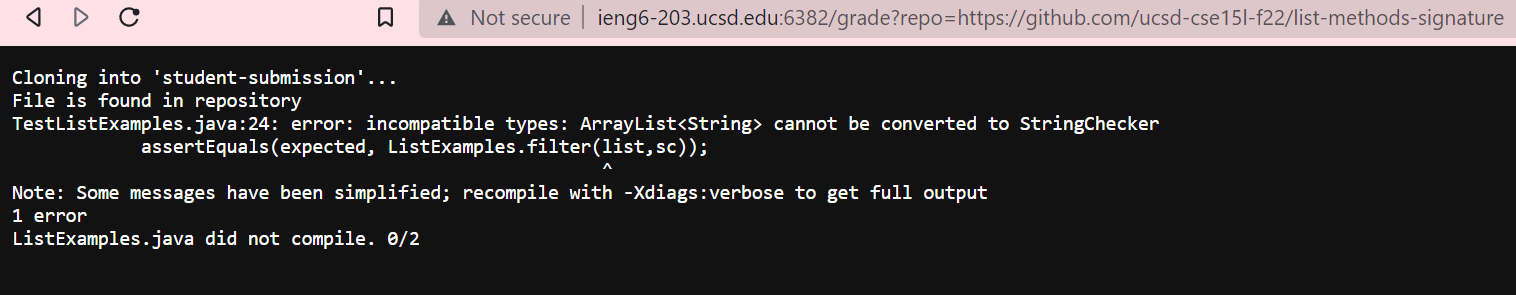 Not secure | ieng6-203.ucsd.edu:6382/grade?repo=https://github.com/ucsd-cse15l-f22/list-methods-signature
Cloning into 'student-submission'...
File is found in repository
TestListExamples.java:24: error: incompatible types: ArrayList<String> cannot be converted to StringChecker
            assertEquals(expected, ListExamples.filter(list,sc));
                                                       ^
Note: Some messages have been simplified; recompile with -Xdiags:verbose to get full output
1 error
ListExamples.java did not compile. 0/2